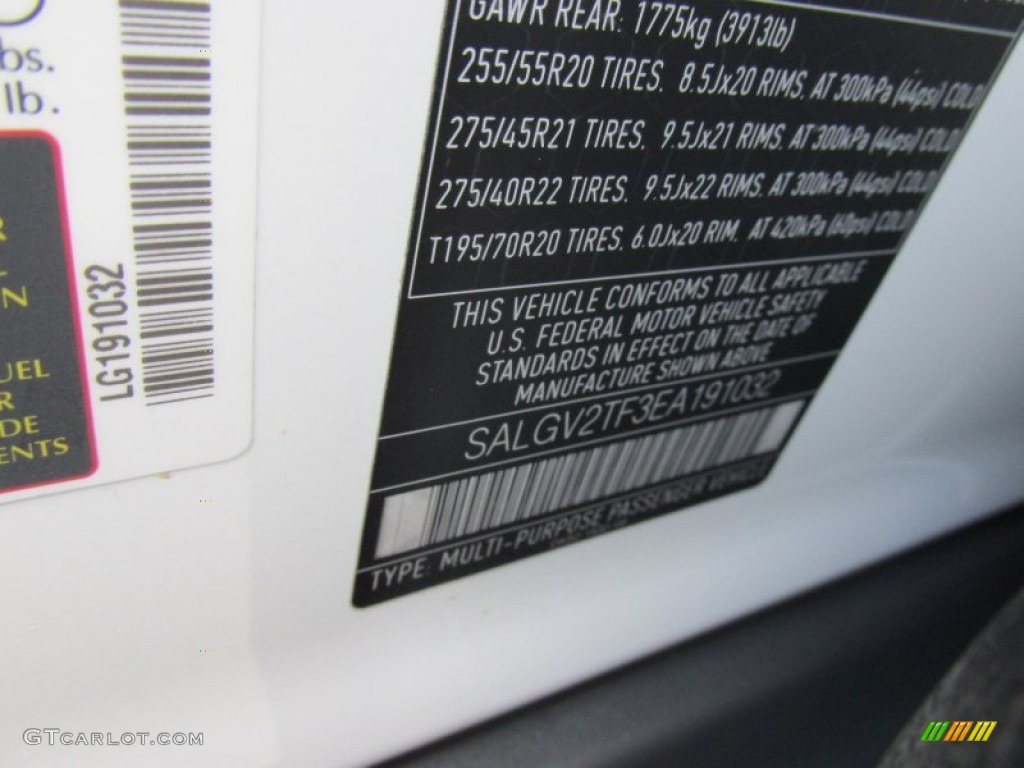 bs.
lb.
LG191032
N
UEL
R
DE
ENTS
GAWR REAR: 1775kg (3913lb)
255/55R20 TIRES. 8.5Jx20 RIMS. AT 300kPa (44psi) COLD
275/45R21 TIRES. 9.5Jx21 RIMS. AT 300kPa (44psi) COLD
275/40R22 TIRES. 9.5Jx22 RIMS. AT 300kPa (44psi) COLD
T195/70R20 TIRES. 6.0Jx20 RIM. AT 420kPa (60psi) COLD
THIS VEHICLE CONFORMS TO ALL APPLICABLE
U.S. FEDERAL MOTOR VEHICLE SAFETY
STANDARDS IN EFFECT ON THE DATE OF
MANUFACTURE SHOWN ABOVE
SALGV2TF3EA191032
TYPE: MULTI-PURPOSE PASSENGER VEHICLE
GTCARLOT.COM